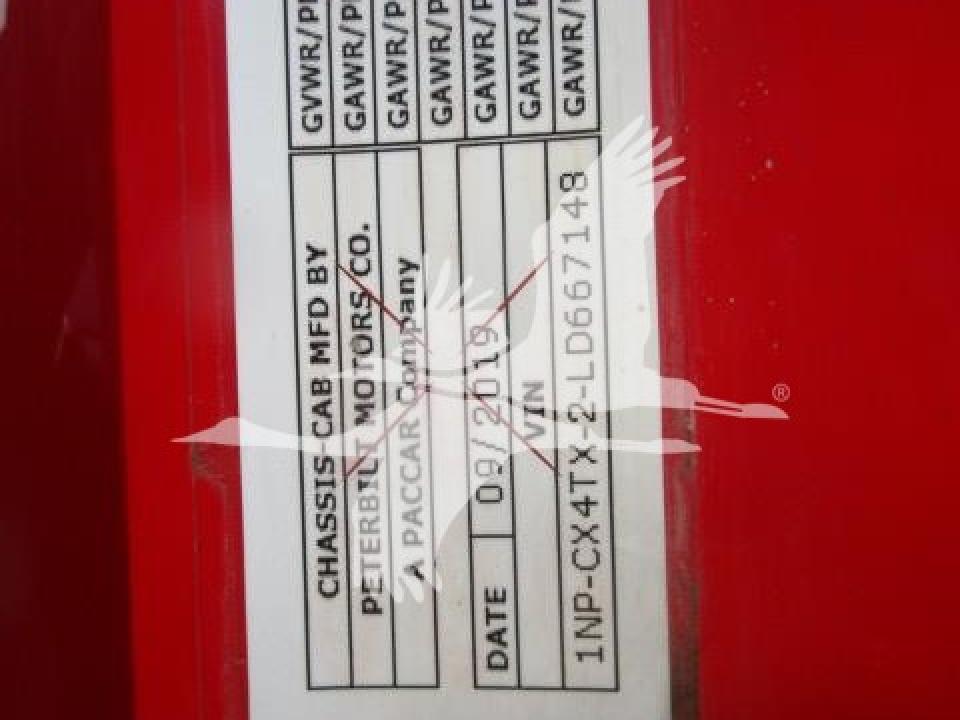 CHASSIS-CAB MFD BY
PETERBILT MOTORS CO.
A PACCAR Company
DATE 09/2019
VIN
1NP-CX4TX-2-LD667148
GVWR/P
GAWR/P
GAWR/P
GAWR/P
GAWR/P
GAWR/P
GAWR/
®